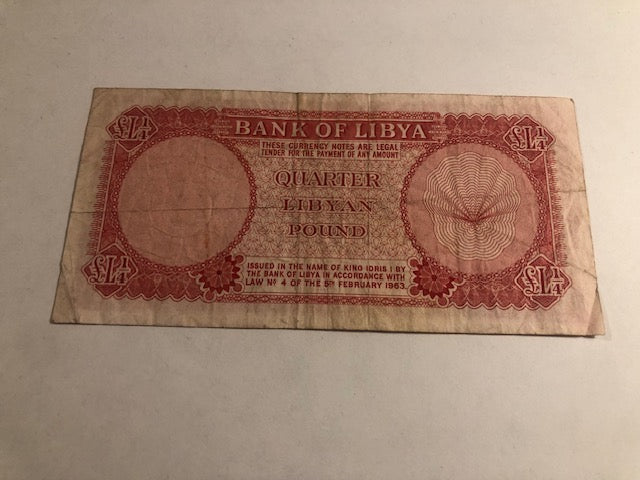 £L¼
BANK OF LIBYA
£L¼
THESE CURRENCY NOTES ARE LEGAL
TENDER FOR THE PAYMENT OF ANY AMOUNT
QUARTER
LIBYAN
POUND
£L¼
ISSUED IN THE NAME OF KING IDRIS I BY
THE BANK OF LIBYA IN ACCORDANCE WITH
LAW Nº 4 OF THE 5TH FEBRUARY 1963.
£L¼